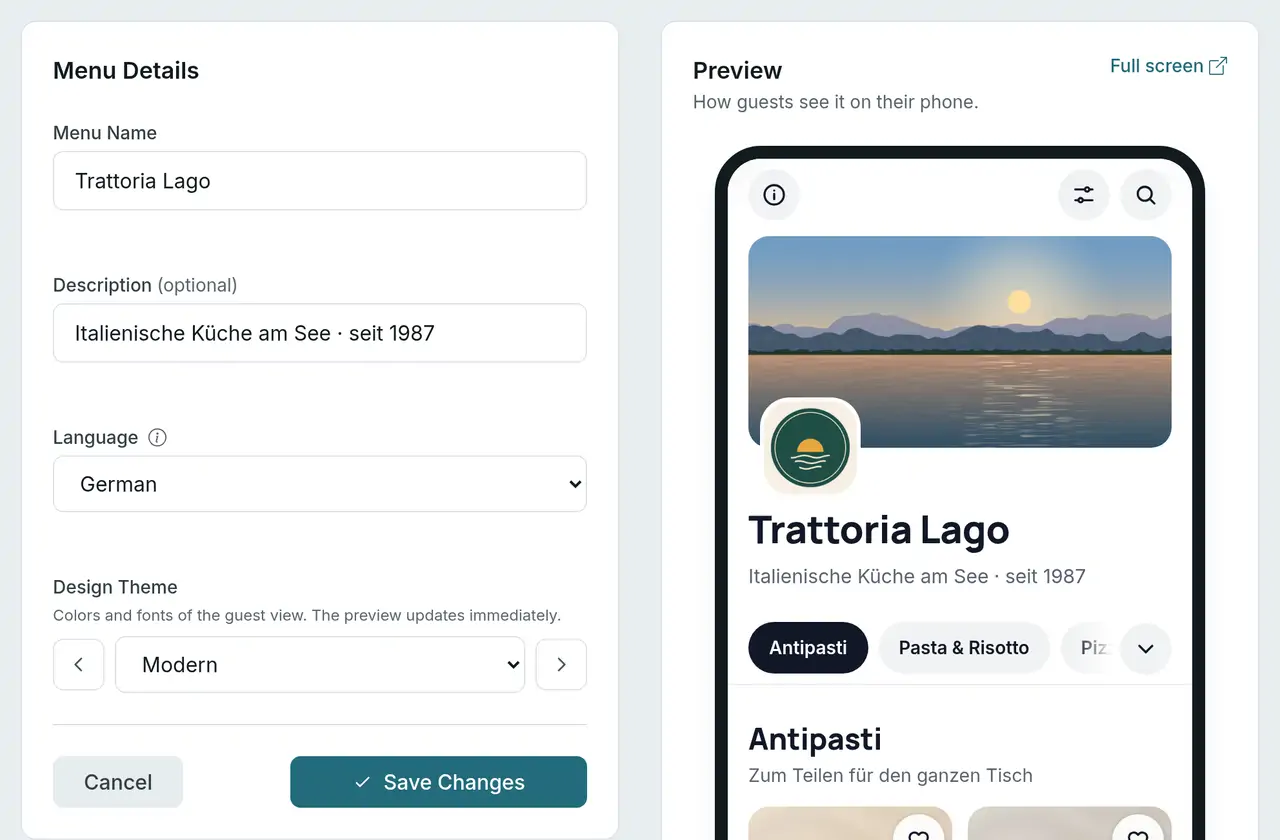 Menu Details
Menu Name
Trattoria Lago
Description (optional)
Italienische Küche am See · seit 1987
Language
German
Design Theme
Colors and fonts of the guest view. The preview updates immediately.
Modern
Cancel
Save Changes
Preview
Full screen
How guests see it on their phone.
Trattoria Lago
Italienische Küche am See · seit 1987
Antipasti
Pasta & Risotto
Antipasti
Zum Teilen für den ganzen Tisch